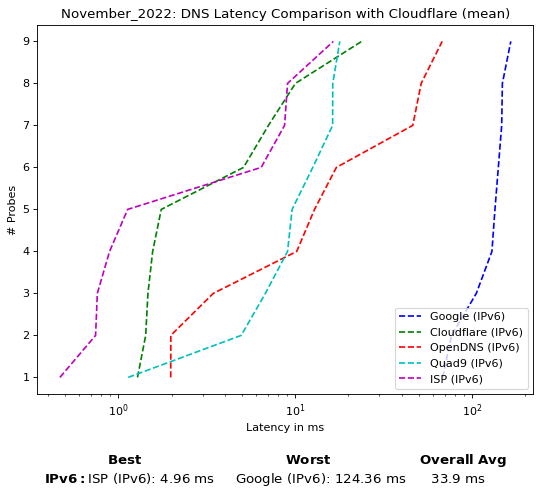 November_2022: DNS Latency Comparison with Cloudflare (mean)
# Probes
9
8
7
6
5
4
3
2
1
Google (IPv6)
Cloudflare (IPv6)
OpenDNS (IPv6)
Quad9 (IPv6)
ISP (IPv6)
10⁰ 10¹ 10²
Latency in ms
Best Worst Overall Avg
IPv6: ISP (IPv6): 4.96 ms Google (IPv6): 124.36 ms 33.9 ms